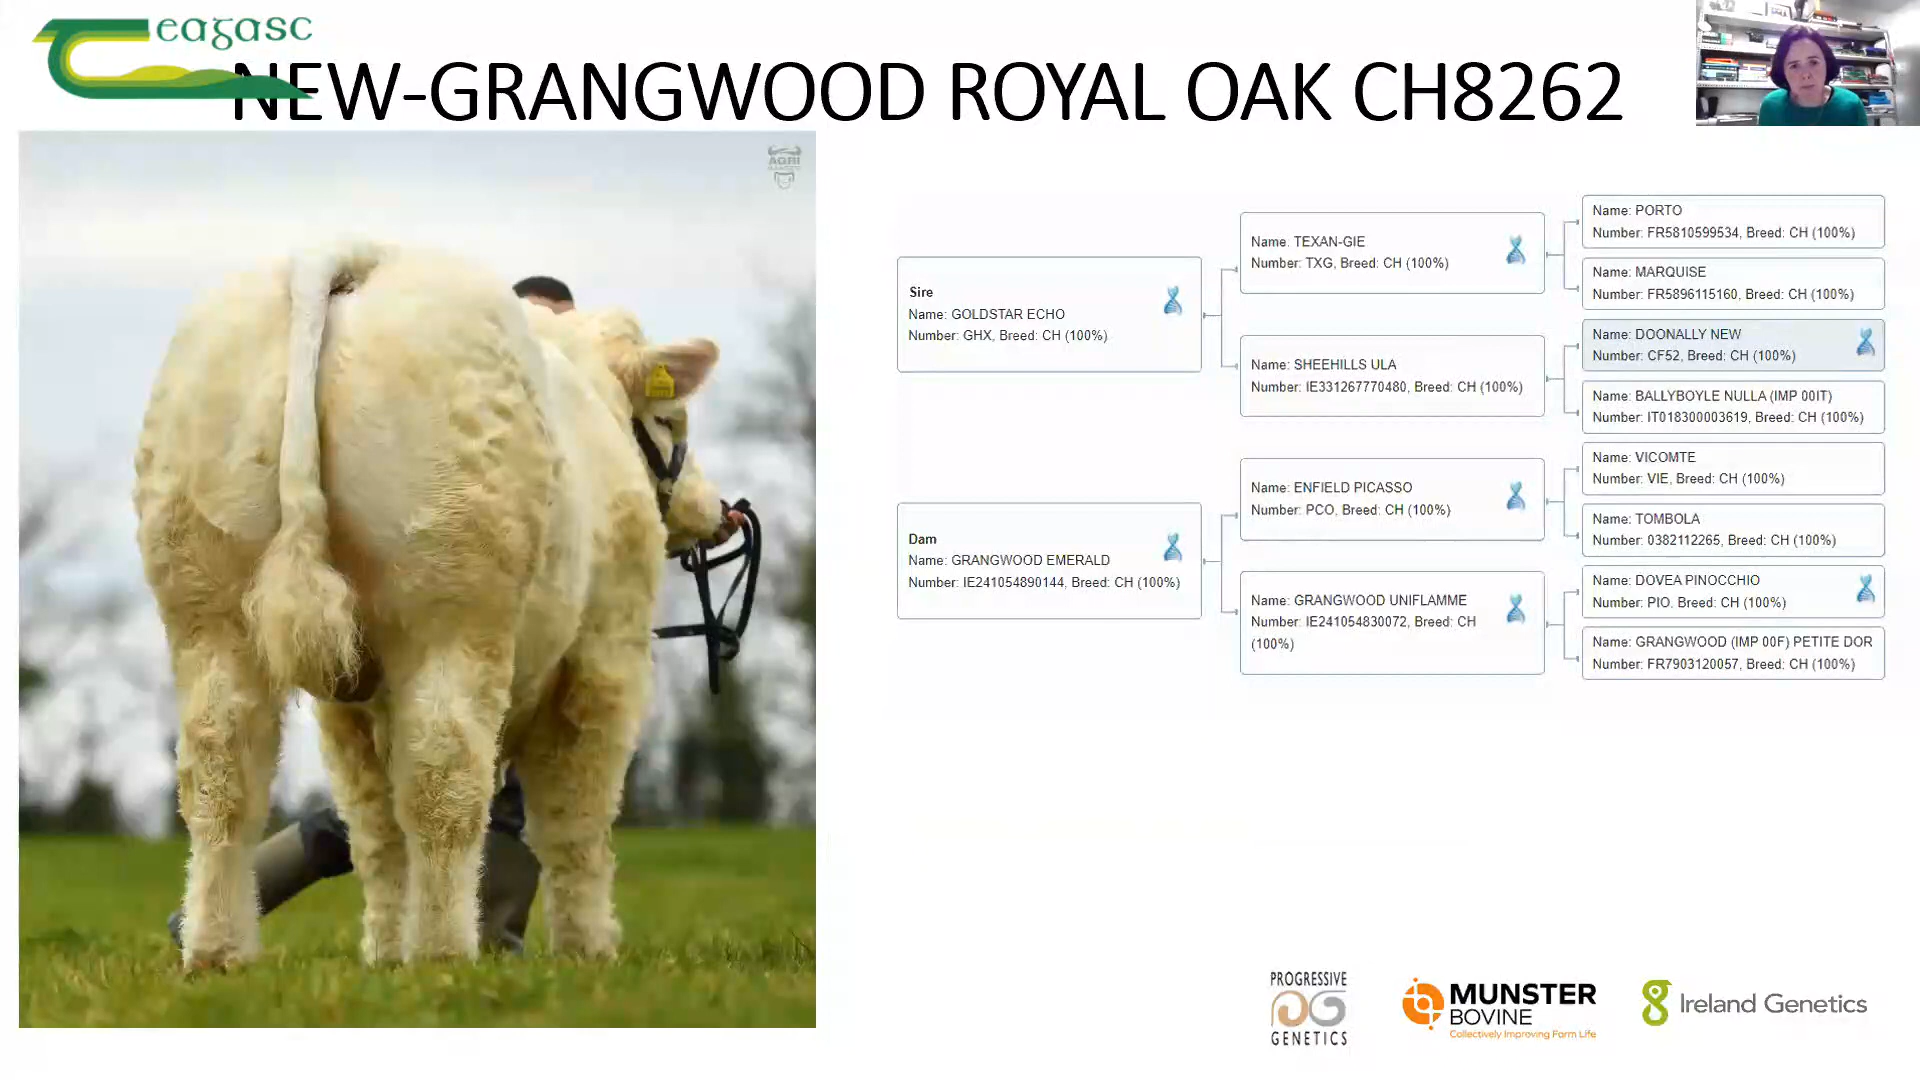 eagasc
NEW-GRANGWOOD ROYAL OAK CH8262
AGRI
Sire
Name: GOLDSTAR ECHO
Number: GHX, Breed: CH (100%)
Name: TEXAN-GIE
Number: TXG, Breed: CH (100%)
Name: SHEEHILLS ULA
Number: IE331267770480, Breed: CH (100%)
Name: PORTO
Number: FR5810599534, Breed: CH (100%)
Name: MARQUISE
Number: FR5896115160, Breed: CH (100%)
Name: DOONALLY NEW
Number: CF52, Breed: CH (100%)
Name: BALLYBOYLE NULLA (IMP 00IT)
Number: IT018300003619, Breed: CH (100%)
Dam
Name: GRANGWOOD EMERALD
Number: IE241054890144, Breed: CH (100%)
Name: ENFIELD PICASSO
Number: PCO, Breed: CH (100%)
Name: GRANGWOOD UNIFLAMME
Number: IE241054830072, Breed: CH
(100%)
Name: VICOMTE
Number: VIE, Breed: CH (100%)
Name: TOMBOLA
Number: 0382112265, Breed: CH (100%)
Name: DOVEA PINOCCHIO
Number: PIO. Breed: CH (100%)
Name: GRANGWOOD (IMP 00F) PETITE DOR
Number: FR7903120057, Breed: CH (100%)
PROGRESSIVE
GENETICS
MUNSTER
BOVINE
Collectively Improving Farm Life
Ireland Genetics